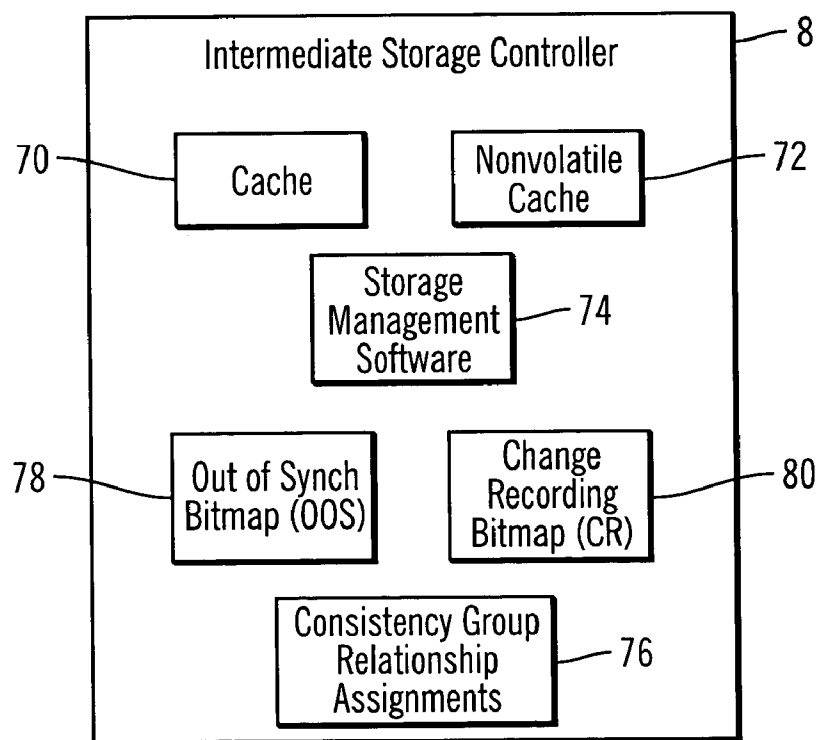 8
Intermediate Storage Controller
70
Cache
Nonvolatile
Cache
72
Storage
Management
Software
74
78
Out of Synch
Bitmap (OOS)
Change
Recording
Bitmap (CR)
80
Consistency Group
Relationship
Assignments
76